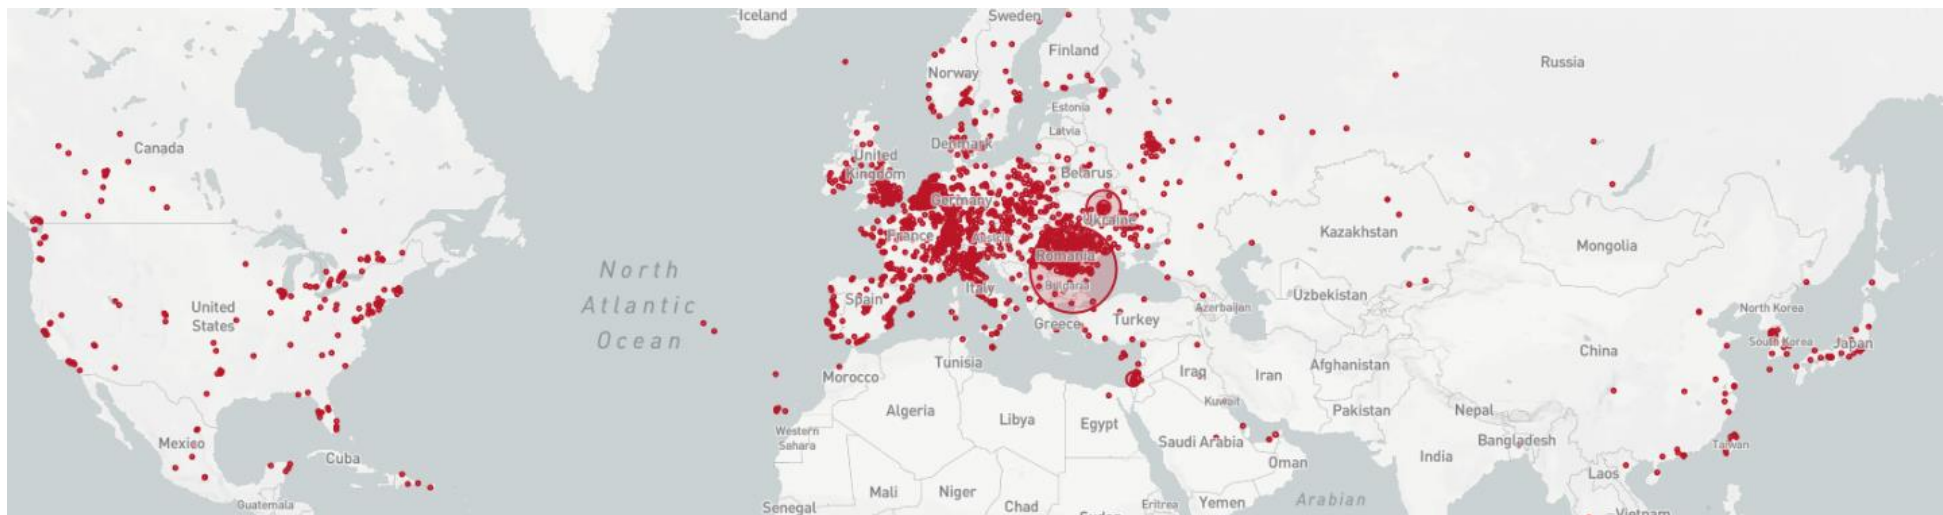 Iceland
Sweden
Finland
Russia
Norway
Estonia
Latvia
Denmark
Canada
United
Kingdom
Belarus
Germany
Ukraine
France
Austria
Kazakhstan
Mongolia
Romania
North
Atlantic
Ocean
Italy
Bulgaria
Spain
Uzbekistan
United
States
Azerbaijan
North Korea
Greece
Turkey
South Korea
Japan
China
Tunisia
Afghanistan
Morocco
Iraq
Iran
Algeria
Libya
Egypt
Kuwait
Pakistan
Nepal
Western
Sahara
Mexico
Saudi Arabia
Bangladesh
Taiwan
Cuba
India
Oman
Laos
Mali
Niger
Guatemala
Senegal
Chad
Eritrea
Yemen
Arabian
Vietnam